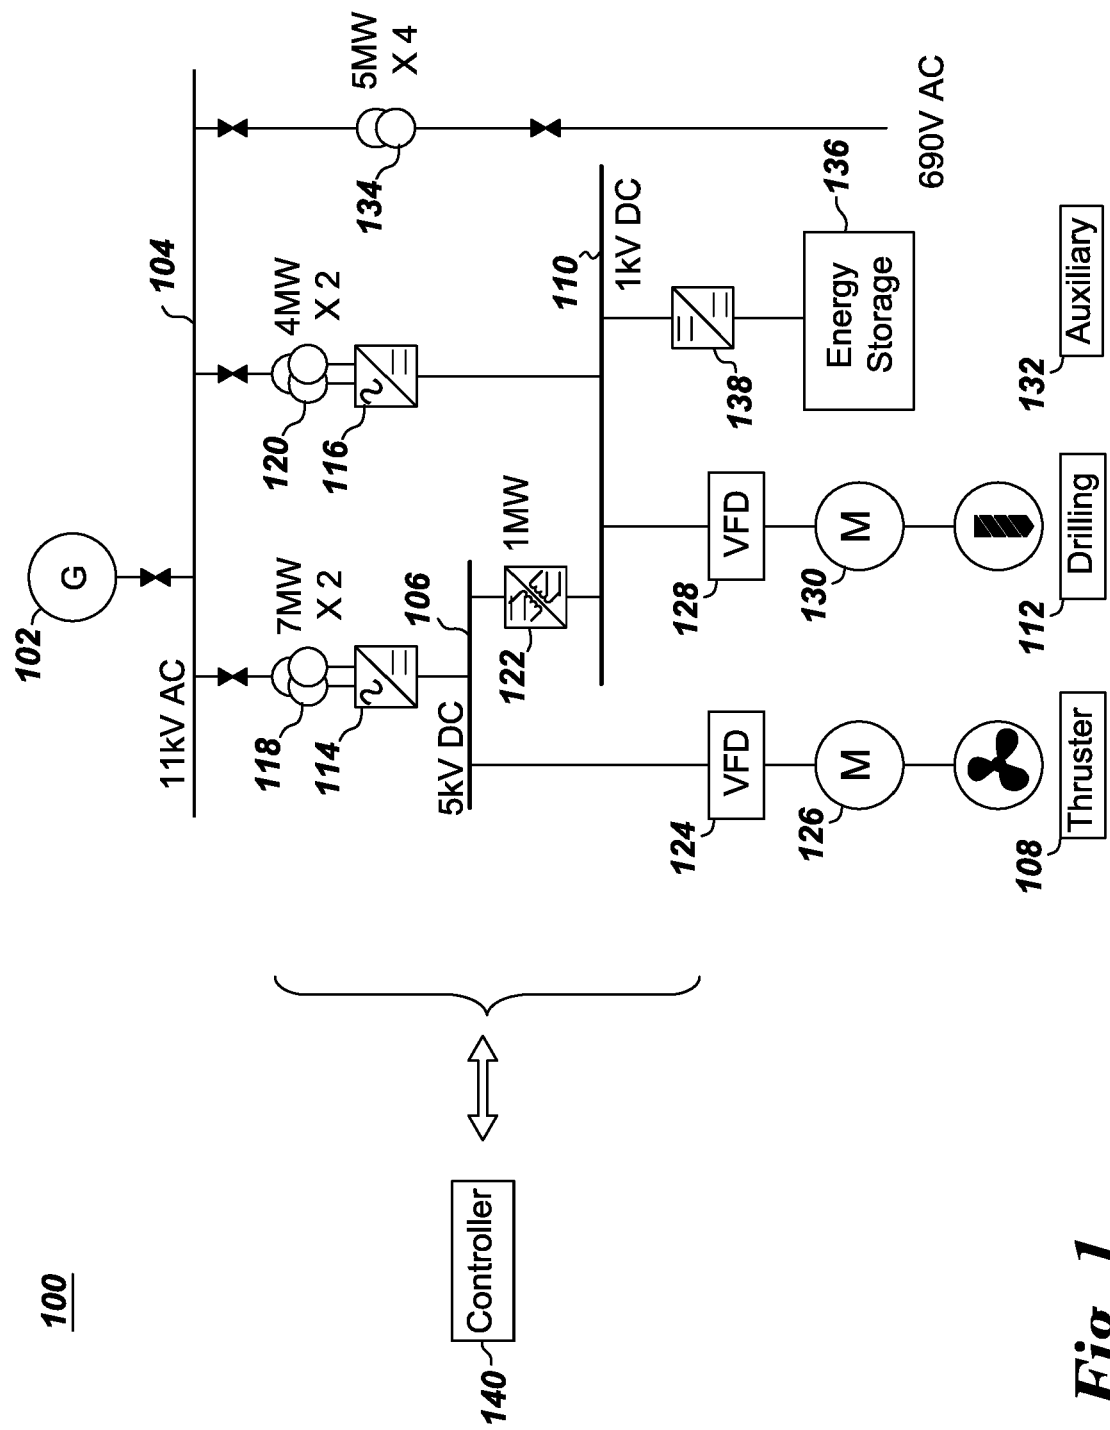 100
102
G
11kV AC
104
118
7MW
X 2
120
4MW
X 2
134
5MW
X 4
114
116
5kV DC
106
122
1MW
110
1kV DC
690V AC
140
Controller
124
VFD
128
VFD
138
136
Energy
Storage
126
M
130
M
108
Thruster
112
Drilling
132
Auxiliary
Fig. 1